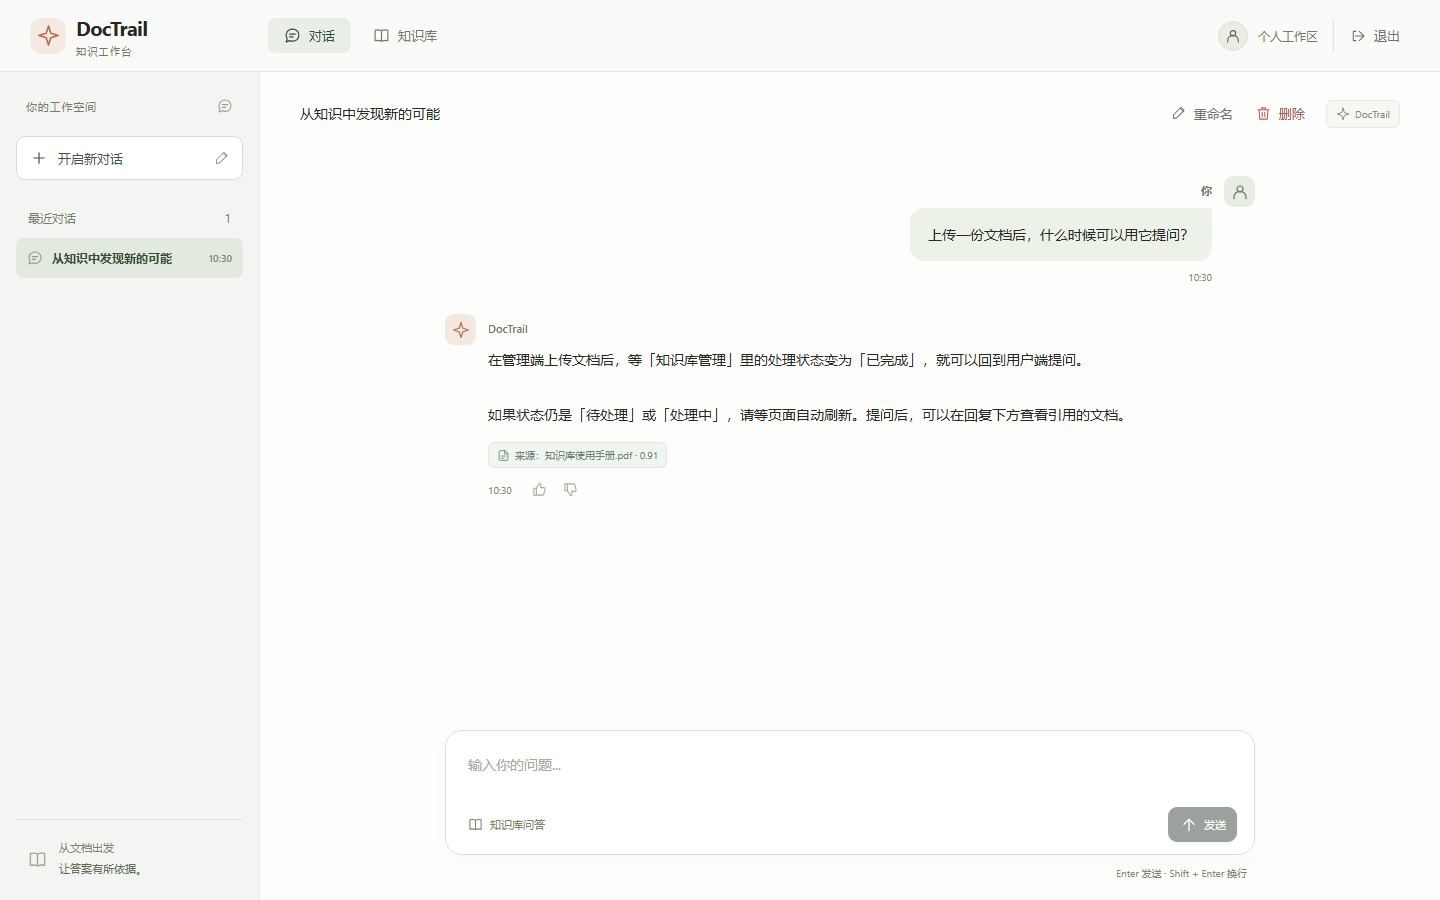 DocTrail
知识工作台
对话
知识库
个人工作区
退出
你的工作空间
开启新对话
最近对话
1
从知识中发现新的可能
10:30
从文档出发
让答案有所依据。
从知识中发现新的可能
重命名
删除
DocTrail
你
上传一份文档后，什么时候可以用它提问？
10:30
DocTrail
在管理端上传文档后，等「知识库管理」里的处理状态变为「已完成」，就可以回到用户端提问。
如果状态仍是「待处理」或「处理中」，请等页面自动刷新。提问后，可以在回复下方查看引用的文档。
来源：知识库使用手册.pdf · 0.91
10:30
输入你的问题...
知识库问答
发送
Enter 发送 · Shift + Enter 换行